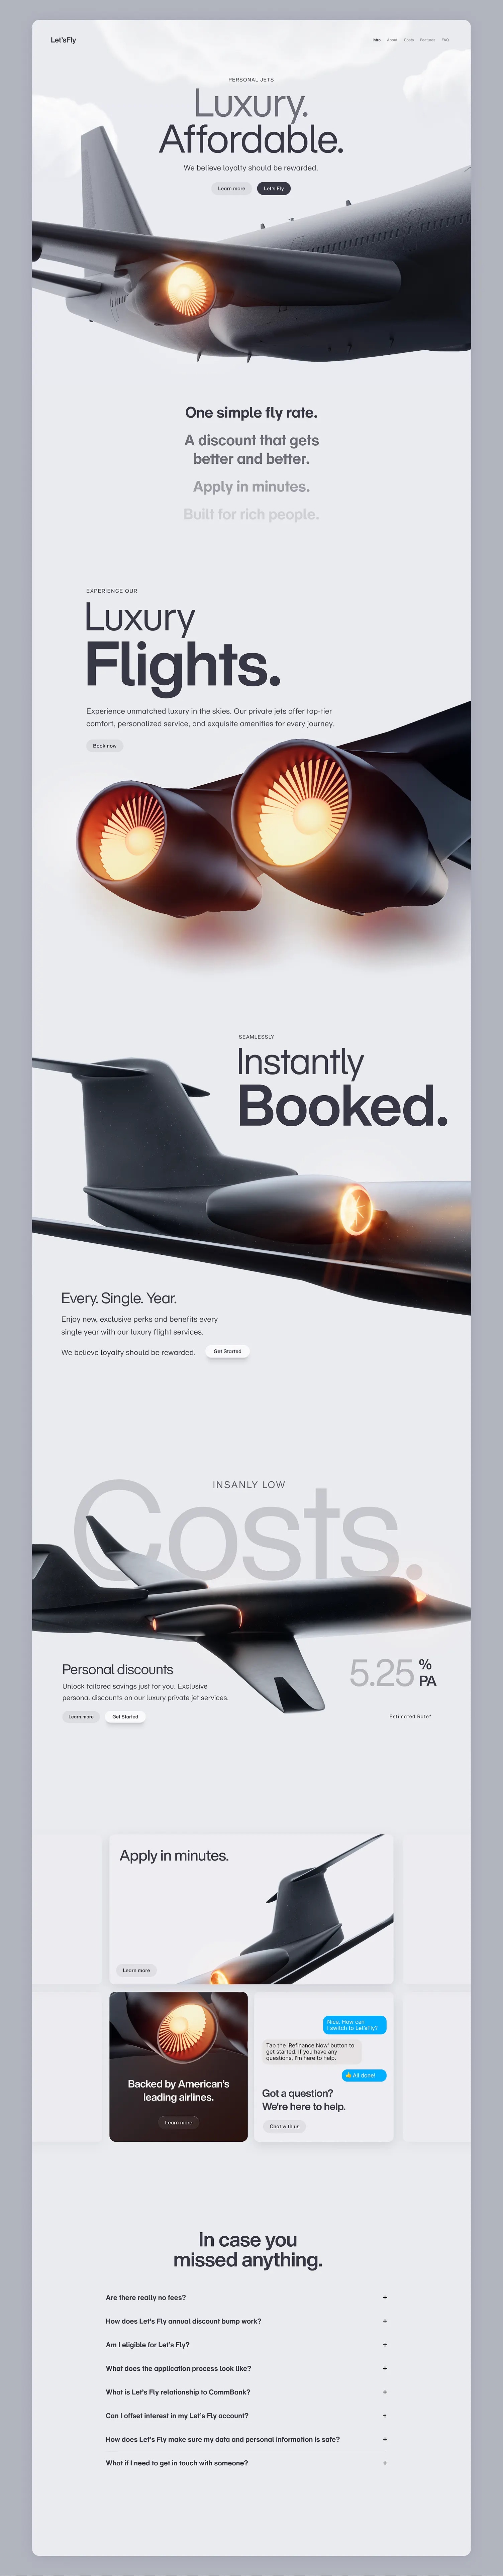 Let'sFly
Intro About Costs Features FAQ
PERSONAL JETS
Luxury.
Affordable.
We believe loyalty should be rewarded.
Learn more Let's Fly
One simple fly rate.
A discount that gets
better and better.
Apply in minutes.
Built for rich people.
EXPERIENCE OUR
Luxury
Flights.
Experience unmatched luxury in the skies. Our private jets offer top-tier
comfort, personalized service, and exquisite amenities for every journey.
Book now
SEAMLESSLY
Instantly
Booked.
Every. Single. Year.
Enjoy new, exclusive perks and benefits every
single year with our luxury flight services.
We believe loyalty should be rewarded. Get Started
INSANLY LOW
Costs.
Personal discounts
Unlock tailored savings just for you. Exclusive
personal discounts on our luxury private jet services.
Learn more Get Started
5.25 %
PA
Estimated Rate*
Apply in minutes.
Learn more
Backed by American's
leading airlines.
Learn more
Nice. How can
I switch to Let'sFly?
Tap the 'Refinance Now' button to
get started. If you have any
questions, I'm here to help.
👍 All done!
Got a question?
We're here to help.
Chat with us
In case you
missed anything.
Are there really no fees? +
How does Let's Fly annual discount bump work? +
Am I eligible for Let's Fly? +
What does the application process look like? +
What is Let's Fly relationship to CommBank? +
Can I offset interest in my Let's Fly account? +
How does Let's Fly make sure my data and personal information is safe? +
What if I need to get in touch with someone? +